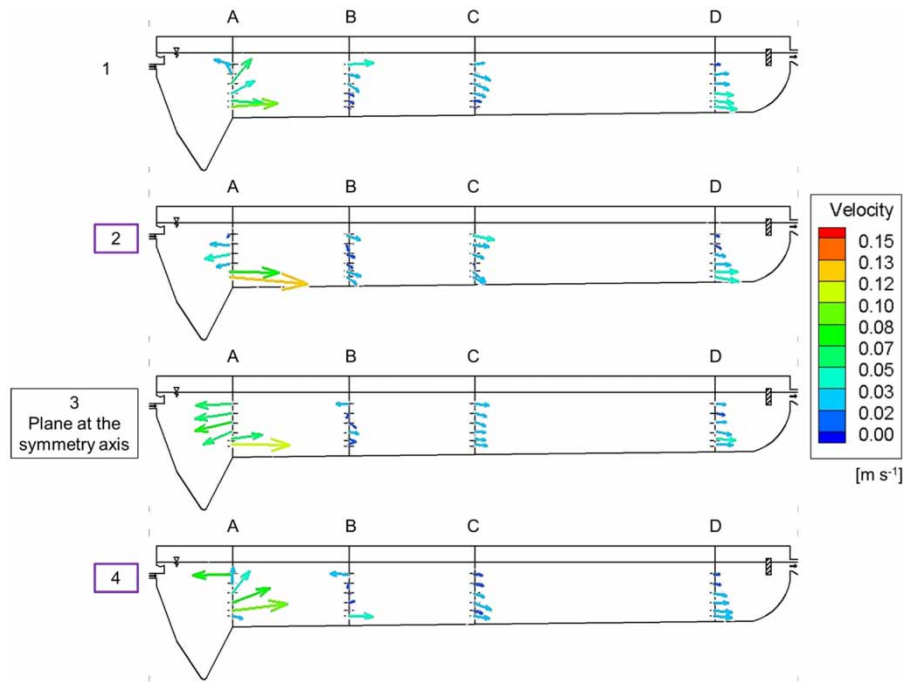 A B C D
1
A B C D
2
A B C D
3
Plane at the
symmetry axis
A B C D
4
Velocity
0.15
0.13
0.12
0.10
0.08
0.07
0.05
0.03
0.02
0.00
[m s-1]